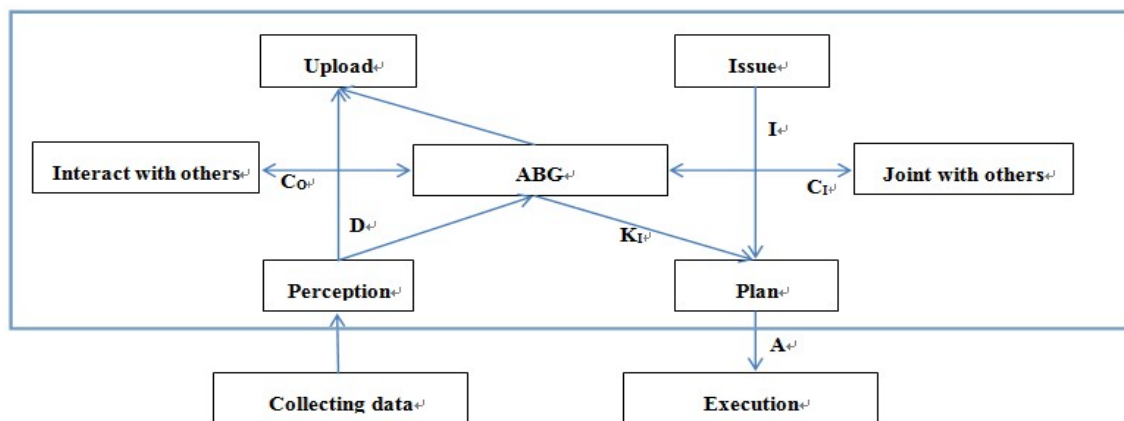 Upload↵
Issue↵
I↵
Interact with others↵
ABG↵
Joint with others↵
CO↵
CI↵
D↵
KI↵
Perception↵
Plan↵
A↵
Collecting data↵
Execution↵